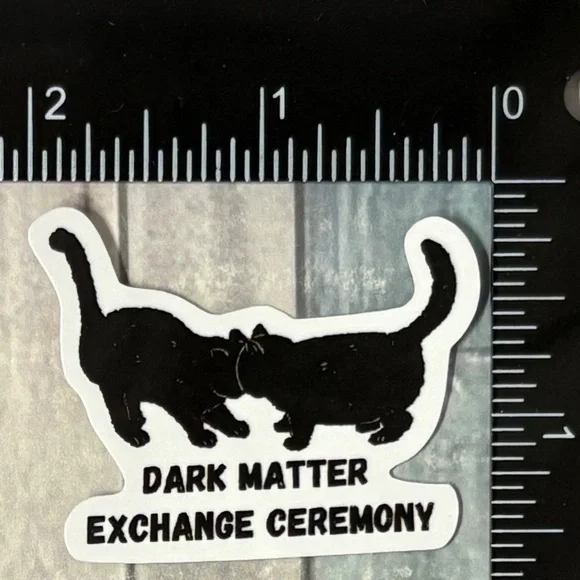 2 1 0
1
DARK MATTER
EXCHANGE CEREMONY